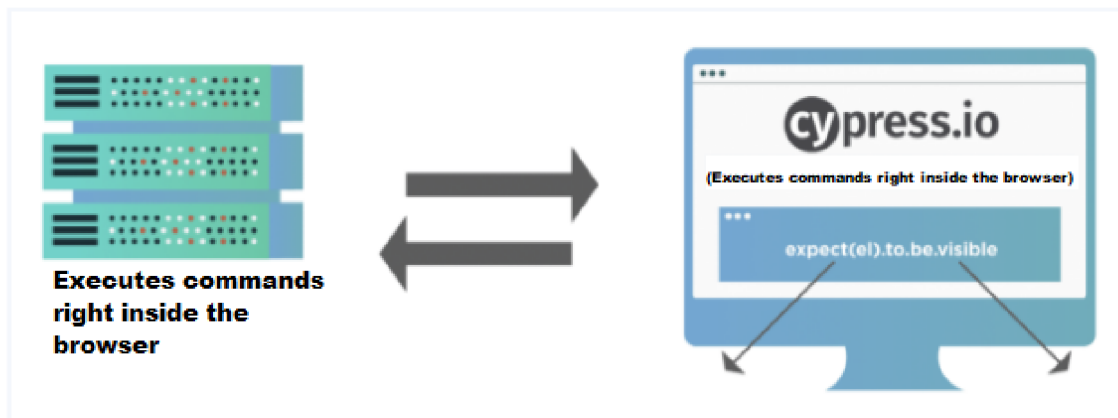 Executes commands
right inside the
browser
cypress.io
(Executes commands right inside the browser)
expect(el).to.be.visible